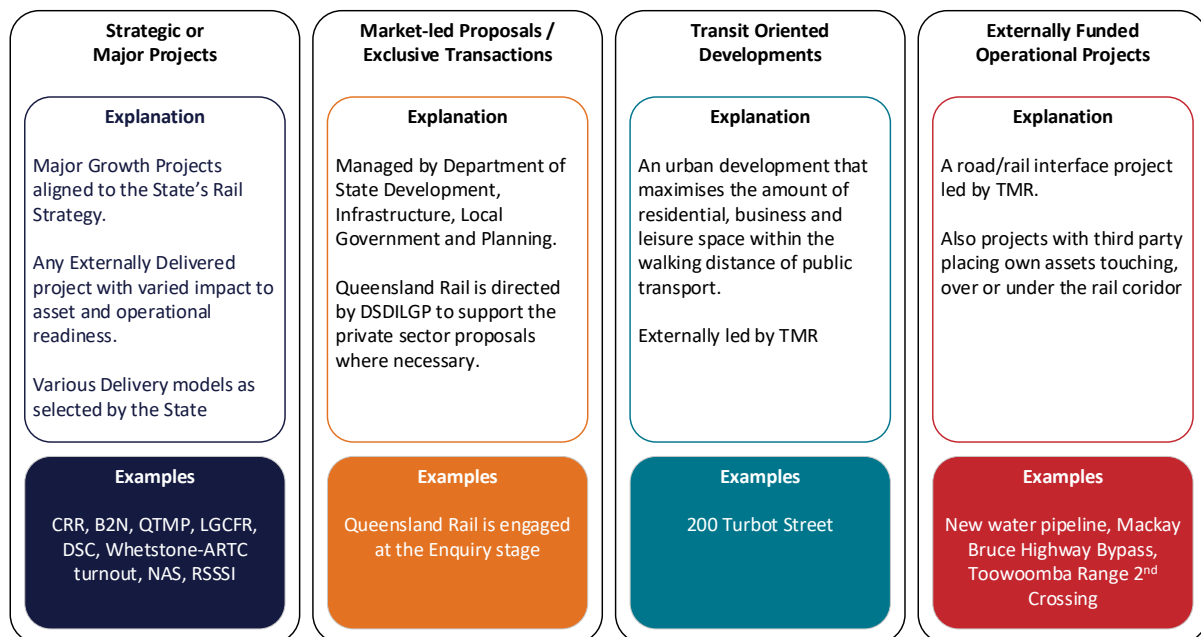 Strategic or
Major Projects
Explanation
Major Growth Projects
aligned to the State's Rail
Strategy.
Any Externally Delivered
project with varied impact to
asset and operational
readiness.
Various Delivery models as
selected by the State
Examples
CRR, B2N, QTMP, LGCFR,
DSC, Whetstone-ARTC
turnout, NAS, RSSSI
Market-led Proposals /
Exclusive Transactions
Explanation
Managed by Department of
State Development,
Infrastructure, Local
Government and Planning.
Queensland Rail is directed
by DSDILGP to support the
private sector proposals
where necessary.
Examples
Queensland Rail is engaged
at the Enquiry stage
Transit Oriented
Developments
Explanation
An urban development that
maximises the amount of
residential, business and
leisure space within the
walking distance of public
transport.
Externally led by TMR
Examples
200 Turbot Street
Externally Funded
Operational Projects
Explanation
A road/rail interface project
led by TMR.
Also projects with third party
placing own assets touching,
over or under the rail coridor
Examples
New water pipeline, Mackay
Bruce Highway Bypass,
Toowoomba Range 2nd
Crossing